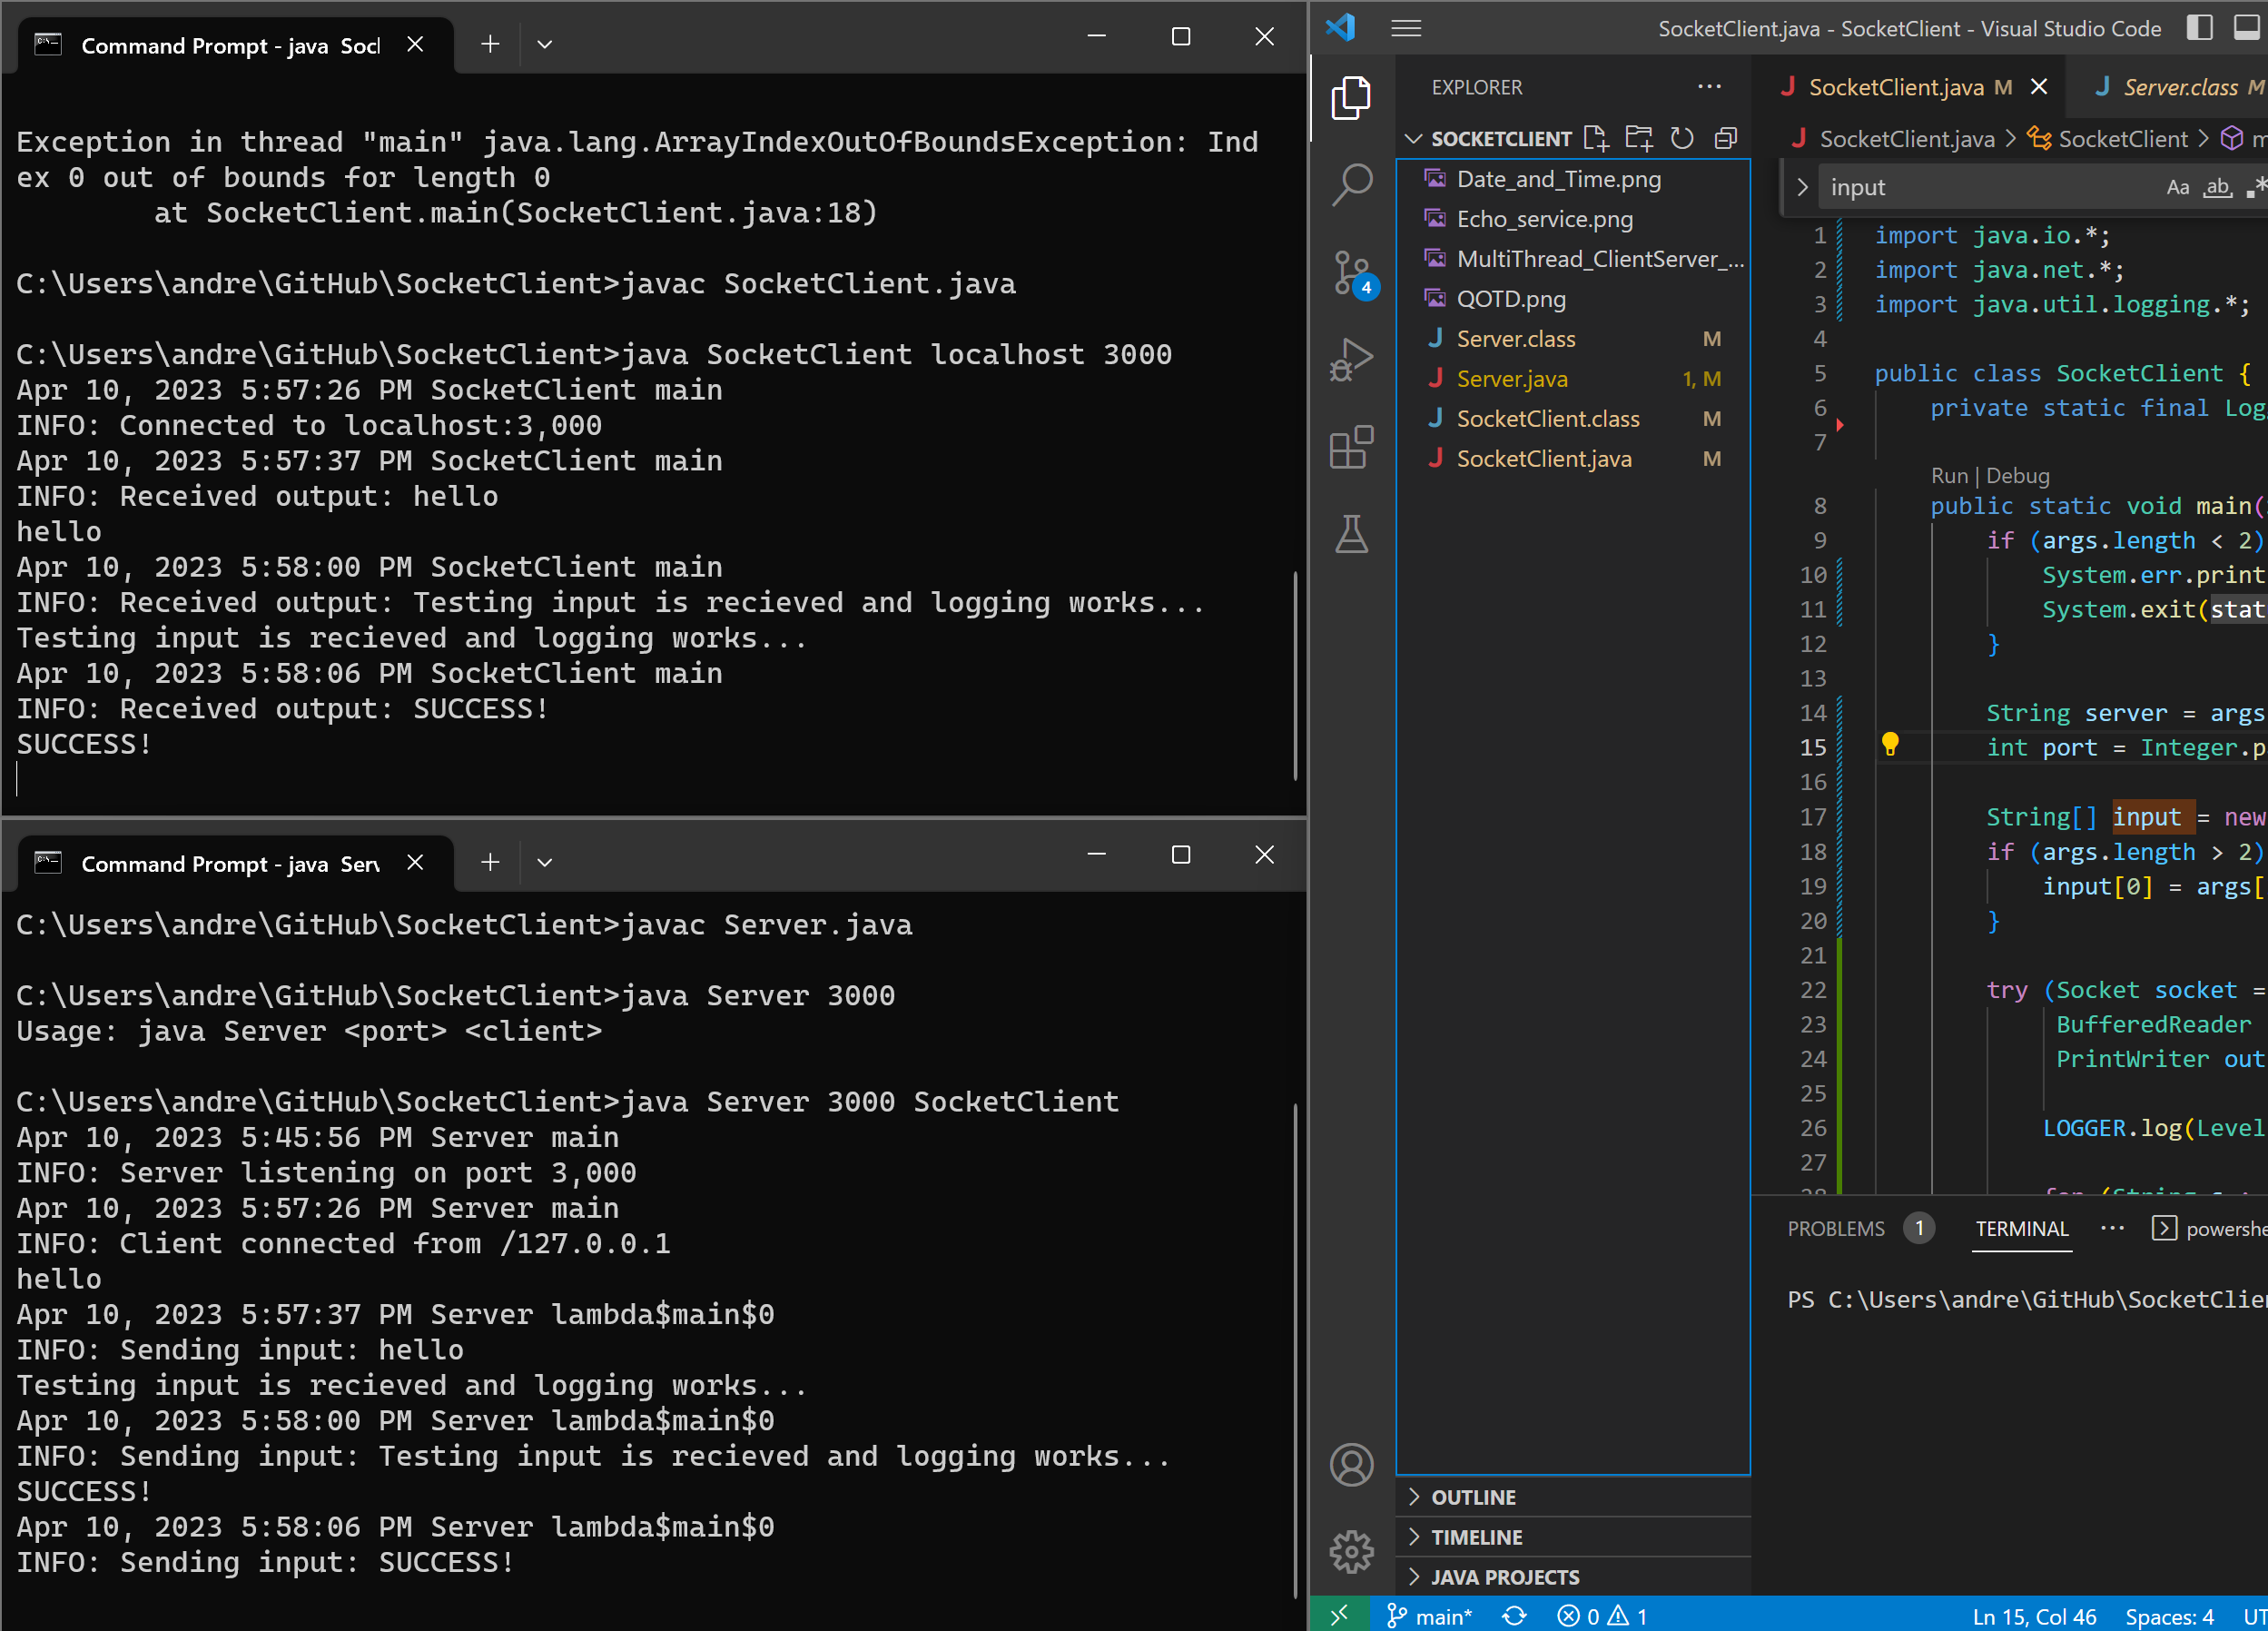 Command Prompt - java Soc
Exception in thread "main" java.lang.ArrayIndexOutOfBoundsException: Ind
ex 0 out of bounds for length 0
at SocketClient.main(SocketClient.java:18)
C:\Users\andre\GitHub\SocketClient>javac SocketClient.java
C:\Users\andre\GitHub\SocketClient>java SocketClient localhost 3000
Apr 10, 2023 5:57:26 PM SocketClient main
INFO: Connected to localhost:3,000
Apr 10, 2023 5:57:37 PM SocketClient main
INFO: Received output: hello
hello
Apr 10, 2023 5:58:00 PM SocketClient main
INFO: Received output: Testing input is recieved and logging works...
Testing input is recieved and logging works...
Apr 10, 2023 5:58:06 PM SocketClient main
INFO: Received output: SUCCESS!
SUCCESS!
Command Prompt - java Serv
C:\Users\andre\GitHub\SocketClient>javac Server.java
C:\Users\andre\GitHub\SocketClient>java Server 3000
Usage: java Server <port> <client>
C:\Users\andre\GitHub\SocketClient>java Server 3000 SocketClient
Apr 10, 2023 5:45:56 PM Server main
INFO: Server listening on port 3,000
Apr 10, 2023 5:57:26 PM Server main
INFO: Client connected from /127.0.0.1
hello
Apr 10, 2023 5:57:37 PM Server lambda$main$0
INFO: Sending input: hello
Testing input is recieved and logging works...
Apr 10, 2023 5:58:00 PM Server lambda$main$0
INFO: Sending input: Testing input is recieved and logging works...
SUCCESS!
Apr 10, 2023 5:58:06 PM Server lambda$main$0
INFO: Sending input: SUCCESS!
SocketClient.java - SocketClient - Visual Studio Code
EXPLORER ...
SOCKETCLIENT
Date_and_Time.png
Echo_service.png
MultiThread_ClientServer_...
QOTD.png
J Server.class M
J Server.java 1, M
J SocketClient.class M
J SocketClient.java M
4
OUTLINE
TIMELINE
JAVA PROJECTS
J SocketClient.java M J Server.class M
J SocketClient.java > SocketClient > m
input Aa ab .*
1 import java.io.*;
2 import java.net.*;
3 import java.util.logging.*;
4
5 public class SocketClient {
6 private static final Log
7
Run | Debug
8 public static void main(
9 if (args.length < 2)
10 System.err.print
11 System.exit(stat
12 }
13
14 String server = args
15 int port = Integer.p
16
17 String[] input = new
18 if (args.length > 2)
19 input[0] = args[
20 }
21
22 try (Socket socket =
23 BufferedReader
24 PrintWriter out
25
26 LOGGER.log(Level
27
PROBLEMS 1 TERMINAL ... powershe
PS C:\Users\andre\GitHub\SocketClien
main* 0 1 Ln 15, Col 46 Spaces: 4 UT